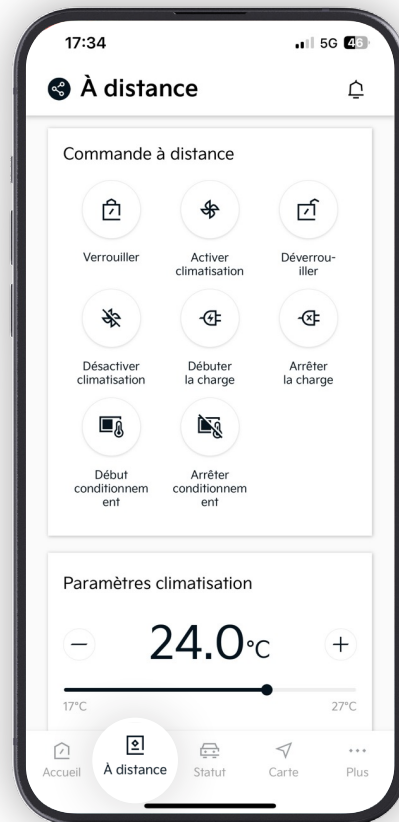 17:34
5G 46
À distance
Commande à distance
Verrouiller
Activer
climatisation
Déverrou-
iller
Désactiver
climatisation
Débuter
la charge
Arrêter
la charge
Début
conditionnem
ent
Arrêter
conditionnem
ent
Paramètres climatisation
24.0°C
17°C
27°C
Accueil
À distance
Statut
Carte
Plus